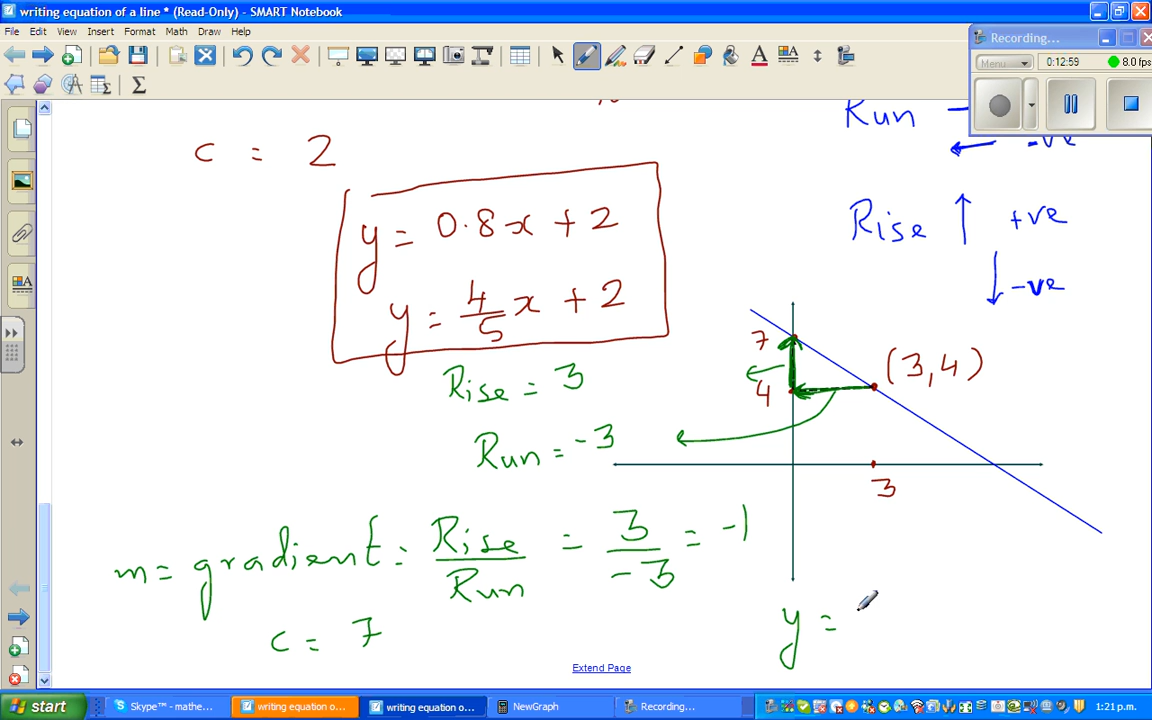 writing equation of a line * (Read-Only) - SMART Notebook
File Edit View Insert Format Math Draw Help
Recording...
Menu
0:12:59
8.0 fps
Run
-ve
c = 2
y = 0.8x + 2
y = 4/5 x + 2
Rise ↑ +ve
↓ -ve
7
4
(3,4)
3
Rise = 3
Run = -3
m = gradient = Rise/Run = 3/-3 = -1
c = 7
y =
Extend Page
start
Skype™ - mathe...
writing equation o...
writing equation o...
NewGraph
Recording...
1:21 p.m.